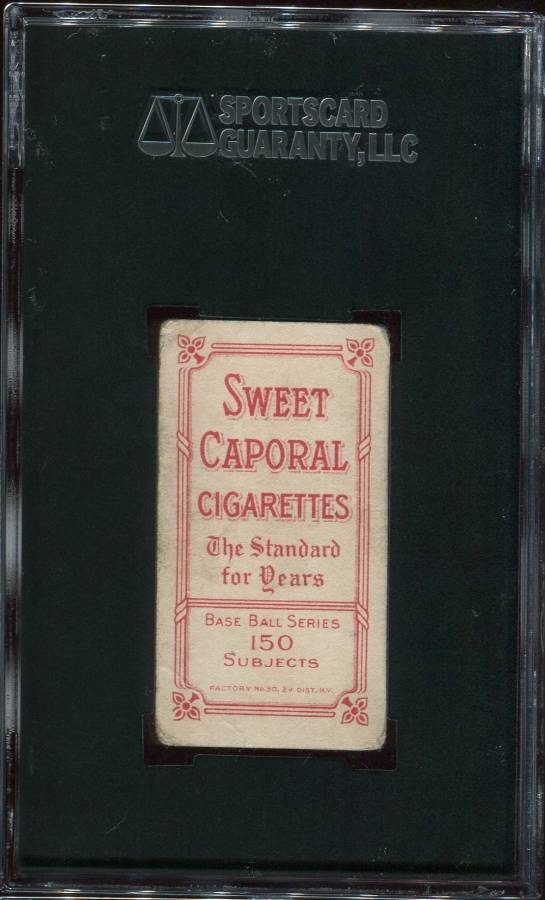 SPORTSCARD
GUARANTY, LLC
SWEET
CAPORAL
CIGARETTES
The Standard
for Years
BASE BALL SERIES
150
SUBJECTS
FACTORY No. 30, 2d DIST. N.Y.